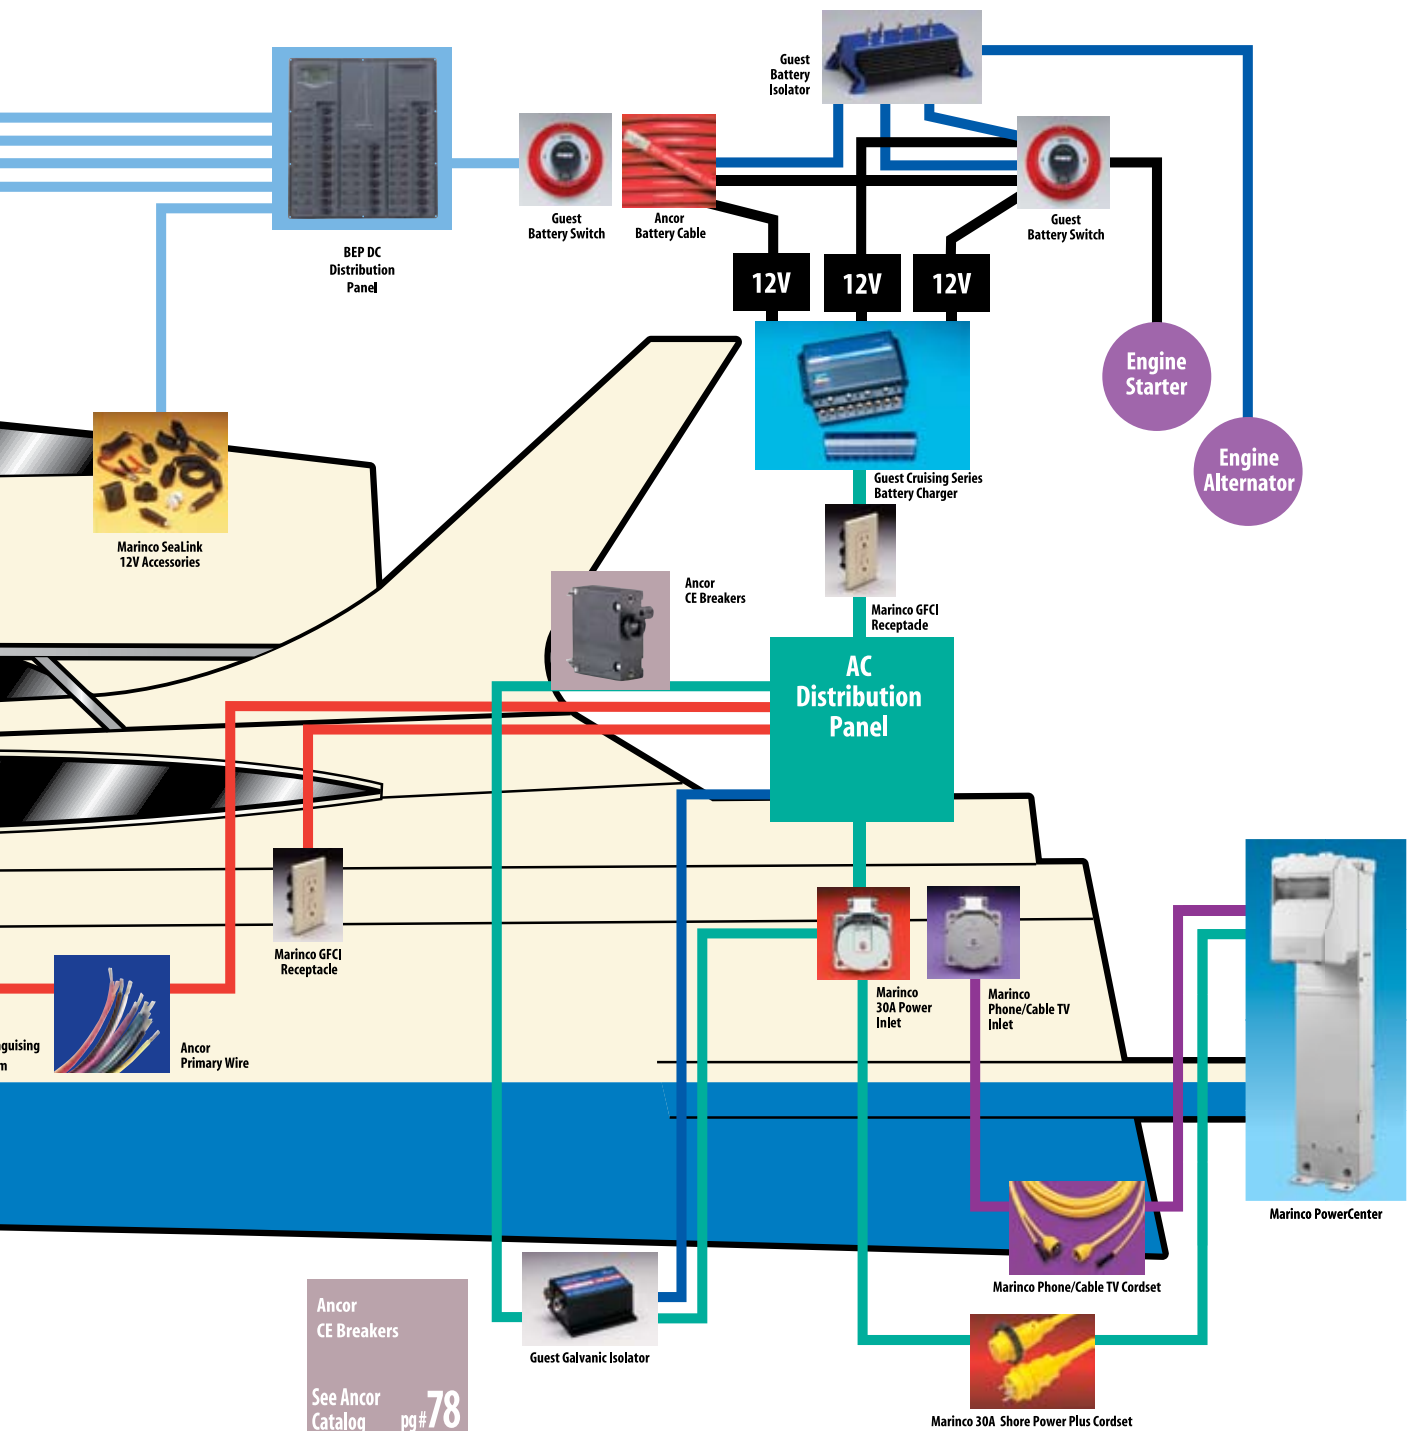 Guest
Battery
Isolator
Guest
Battery Switch
Ancor
Battery Cable
Guest
Battery Switch
BEP DC
Distribution
Panel
12V
12V
12V
Engine
Starter
Engine
Alternator
Guest Cruising Series
Battery Charger
Marinco SeaLink
12V Accessories
Ancor
CE Breakers
Marinco GFCI
Receptacle
AC
Distribution
Panel
Marinco GFCI
Receptacle
Marinco
30A Power
Inlet
Marinco
Phone/Cable TV
Inlet
guising
m
Ancor
Primary Wire
Marinco PowerCenter
Marinco Phone/Cable TV Cordset
Ancor
CE Breakers
See Ancor
Catalog pg#78
Guest Galvanic Isolator
Marinco 30A Shore Power Plus Cordset